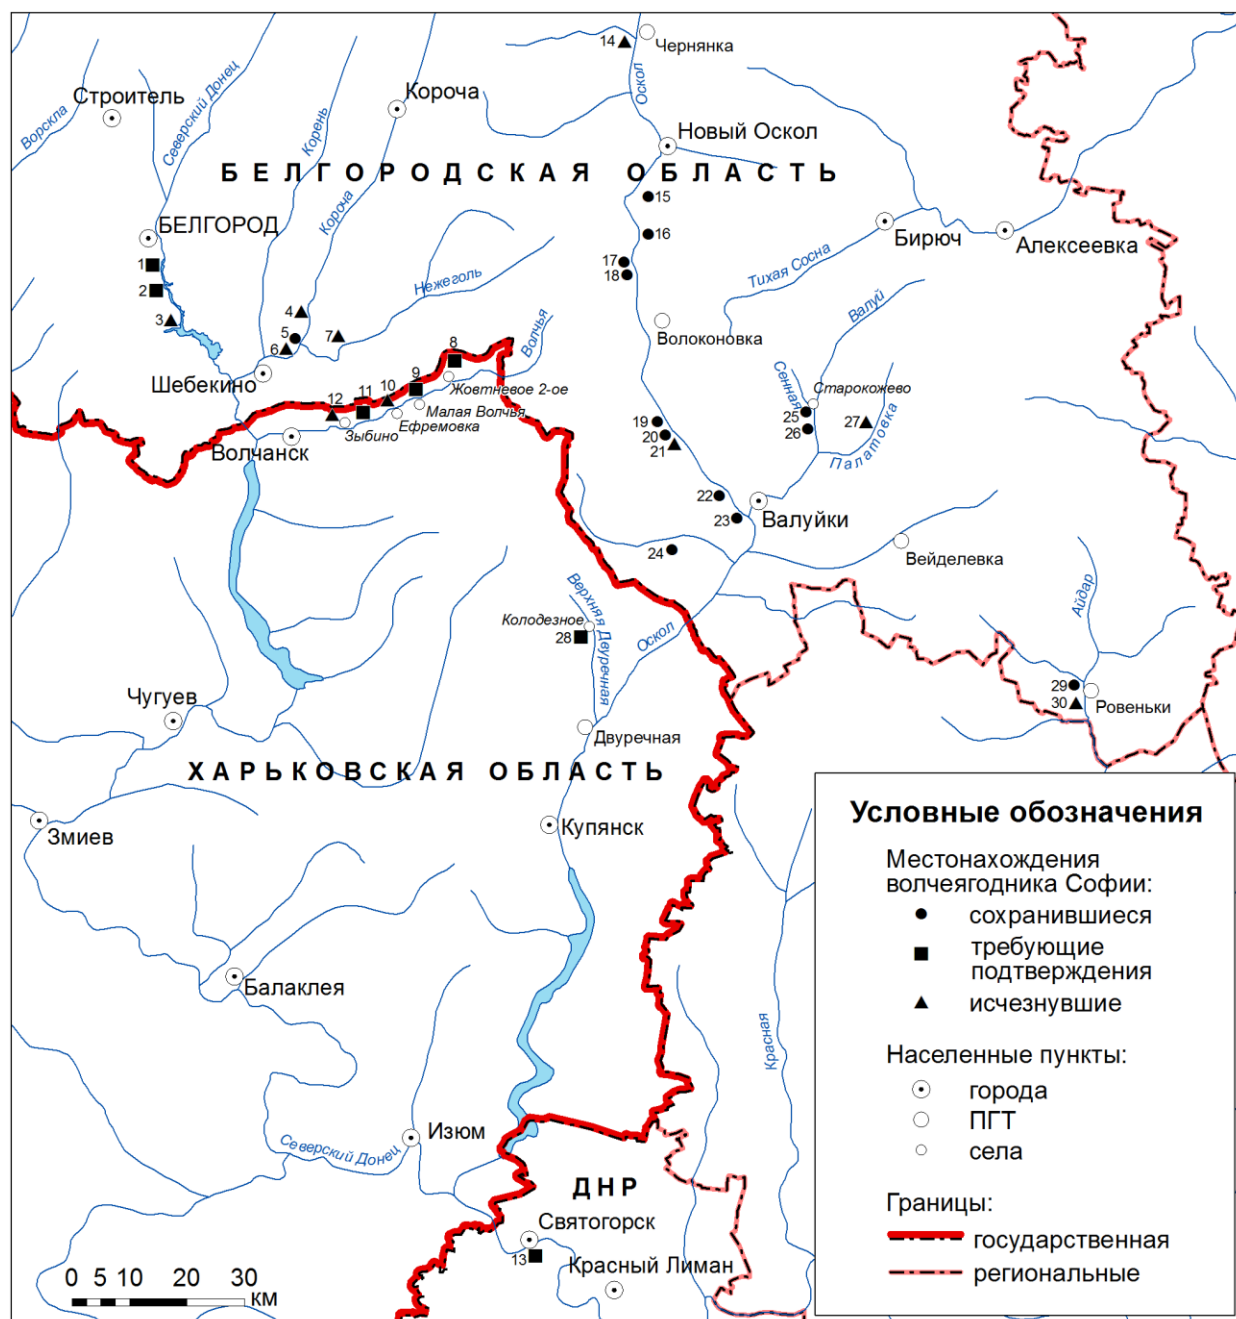 14
Чернянка
Оскол
Ворскла
Строитель
Северский Донец
Корень
Короча
Новый Оскол
БЕЛГОРОДСКАЯ ОБЛАСТЬ
15
Короча
БЕЛГОРОД
16
Бирюч
Алексеевка
1
17
18
Тихая Сосна
2
Нежеголь
Валуй
3
4
5
6
7
8
Волчья
Волоконовка
Шебекино
9
Жовтневое 2-ое
Сенная
Старокожево
10
11
12
Малая Волчья
Ефремовка
Зыбино
19
20
21
25
26
27
Палатовка
Волчанск
22
23
Валуйки
24
Вейделевка
Верхняя Двуречная
Колодезное
28
Оскол
Айдар
29
30
Ровеньки
Чугуев
Двуречная
ХАРЬКОВСКАЯ ОБЛАСТЬ
Змиев
Купянск
Балаклея
Красная
Изюм
Северский Донец
ДНР
Святогорск
13
Красный Лиман
0 5 10 20 30
км
Условные обозначения
Местонахождения
волчеягодника Софии:
сохранившиеся
требующие
подтверждения
исчезнувшие
Населенные пункты:
города
ПГТ
села
Границы:
государственная
региональные